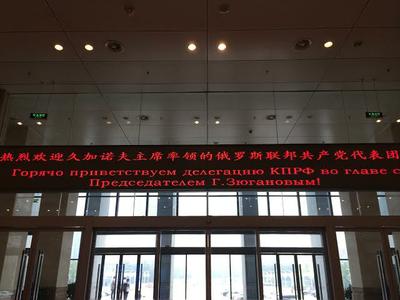 热烈欢迎久加诺夫主席率领的俄罗斯联邦共产党代表团
Горячо приветствуем делегацию КПРФ во главе с
Председателем Г.Зюгановым!